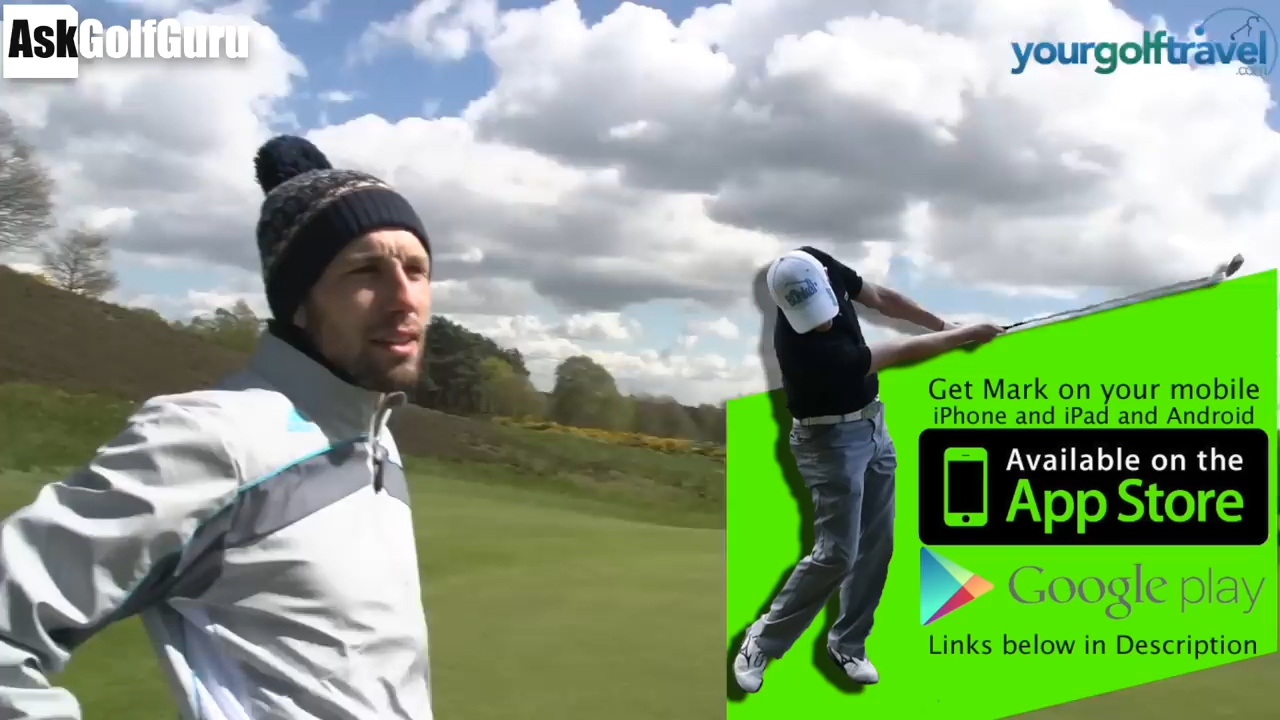 AskGolfGuru
yourgolftravel
.com
Get Mark on your mobile
iPhone and iPad and Android
Available on the
App Store
Google play
Links below in Description